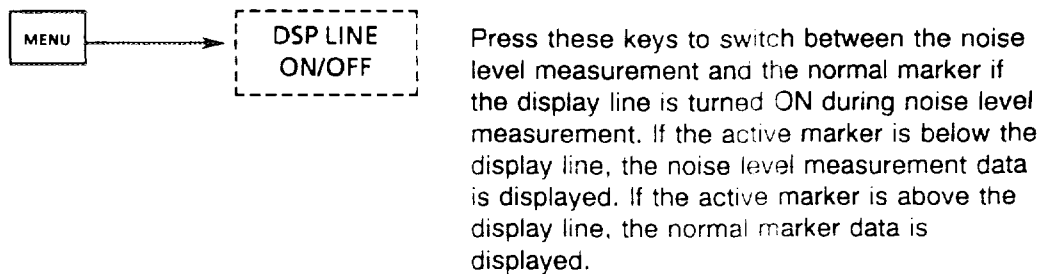 MENU
DSP LINE
ON/OFF
Press these keys to switch between the noise
level measurement and the normal marker if
the display line is turned ON during noise level
measurement. If the active marker is below the
display line, the noise level measurement data
is displayed. If the active marker is above the
display line, the normal marker data is
displayed.